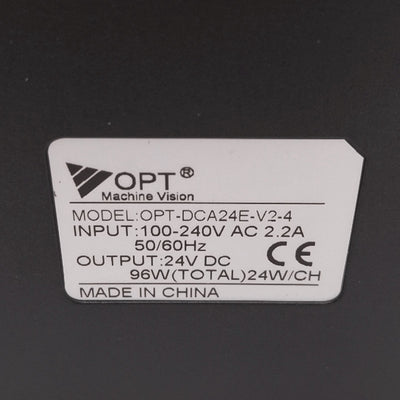 OPT®
Machine Vision
MODEL:OPT-DCA24E-V2-4
INPUT:100-240V AC 2.2A
50/60Hz
CE
OUTPUT:24V DC
96W(TOTAL)24W/CH
MADE IN CHINA